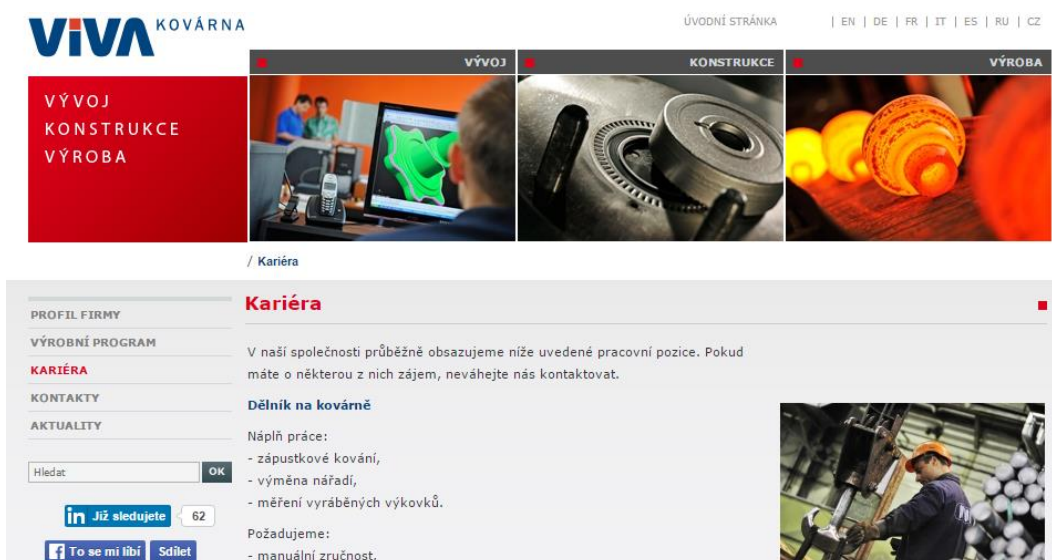 VIVA KOVÁRNA
ÚVODNÍ STRÁNKA | EN | DE | FR | IT | ES | RU | CZ
VÝVOJ
KONSTRUKCE
VÝROBA
VÝVOJ
KONSTRUKCE
VÝROBA
/ Kariéra
PROFIL FIRMY
VÝROBNÍ PROGRAM
KARIÉRA
KONTAKTY
AKTUALITY
Hledat OK
in Již sledujete 62
f To se mi líbí Sdílet
Kariéra
V naší společnosti průběžně obsazujeme níže uvedené pracovní pozice. Pokud
máte o některou z nich zájem, neváhejte nás kontaktovat.
Dělník na kovárně
Náplň práce:
- zápustkové kování,
- výměna nářadí,
- měření vyráběných výkovků.
Požadujeme:
- manuální zručnost,